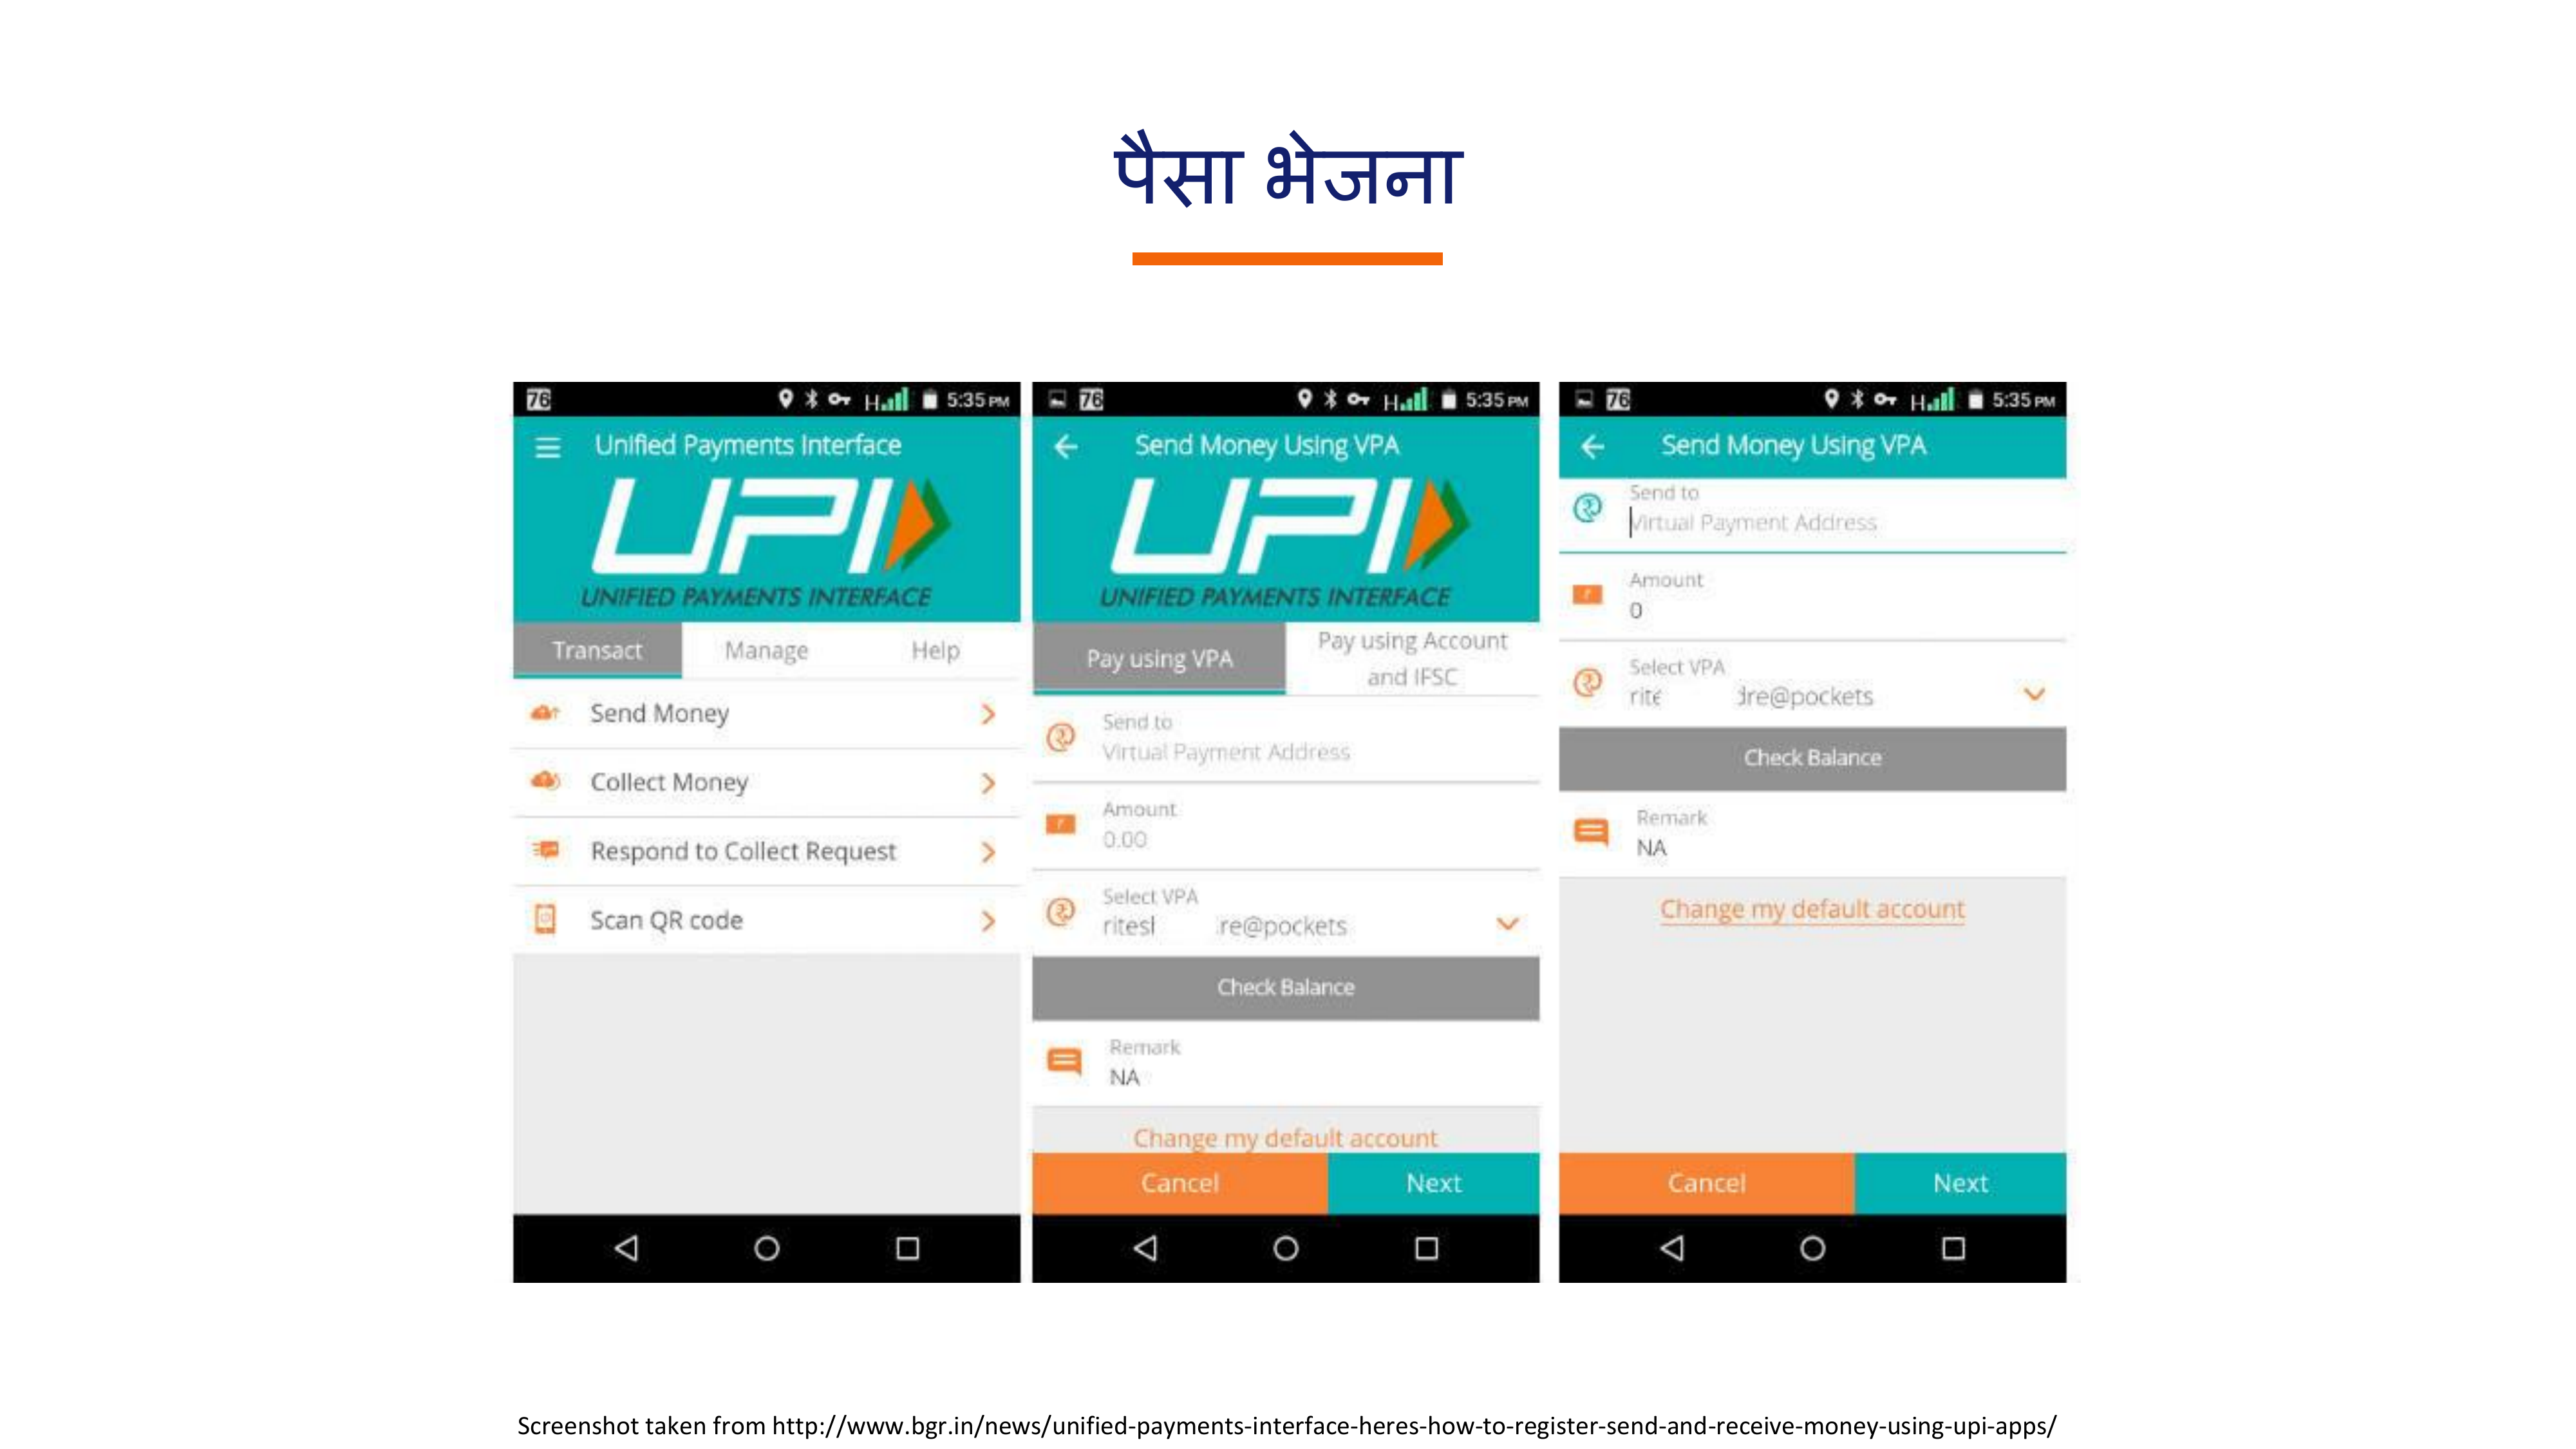 पैसा भेजना
76
5:35 PM
Unified Payments Interface
UPI
UNIFIED PAYMENTS INTERFACE
Transact Manage Help
Send Money
Collect Money
Respond to Collect Request
Scan QR code
76
5:35 PM
Send Money Using VPA
UPI
UNIFIED PAYMENTS INTERFACE
Pay using VPA
Pay using Account
and IFSC
Send to
Virtual Payment Address
Amount
0.00
Select VPA
re@pockets
Check Balance
Remark
NA
Change my default account
Cancel Next
76
5:35 PM
Send Money Using VPA
Send to
Virtual Payment Address
Amount
0
Select VPA
dre@pockets
Check Balance
Remark
NA
Change my default account
Cancel Next
Screenshot taken from http://www.bgr.in/news/unified-payments-interface-heres-how-to-register-send-and-receive-money-using-upi-apps/